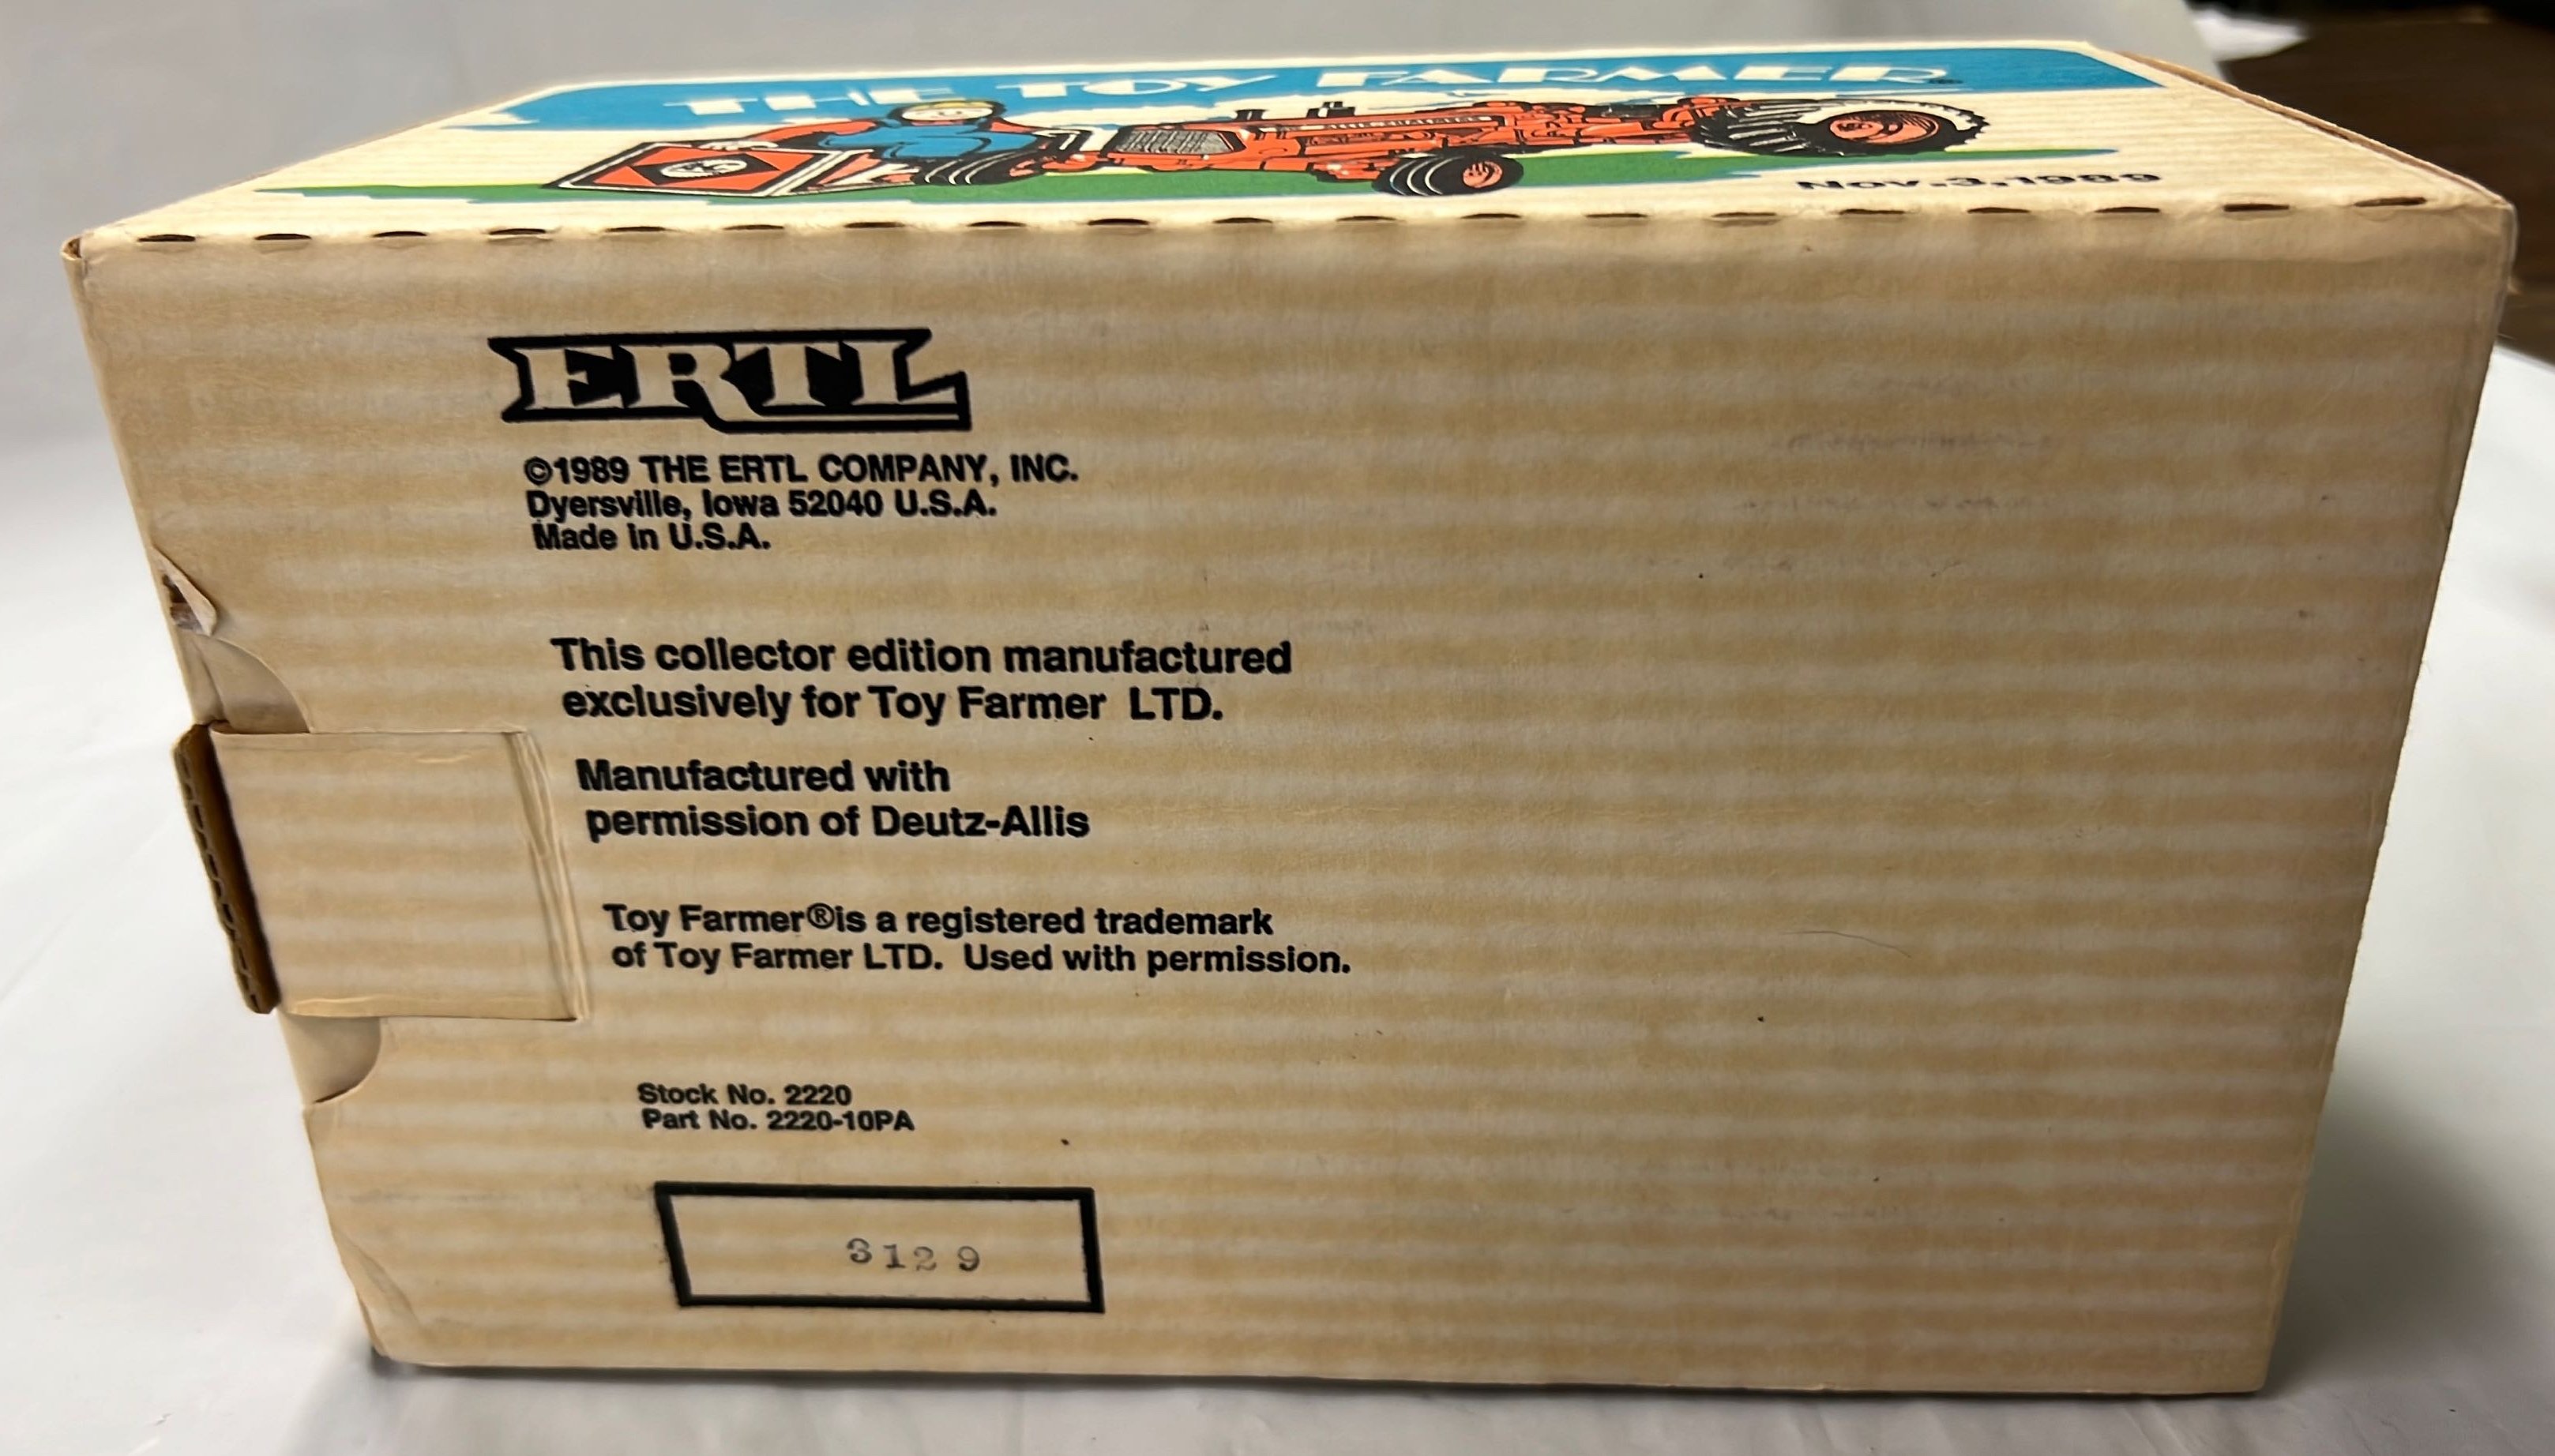 THE TOY FARMER
ALLIS-CHALMERS
Nov. 3, 1989
ERTL
©1989 THE ERTL COMPANY, INC.
Dyersville, Iowa 52040 U.S.A.
Made in U.S.A.
This collector edition manufactured
exclusively for Toy Farmer LTD.
Manufactured with
permission of Deutz-Allis
Toy Farmer®is a registered trademark
of Toy Farmer LTD. Used with permission.
Stock No. 2220
Part No. 2220-10PA
3129